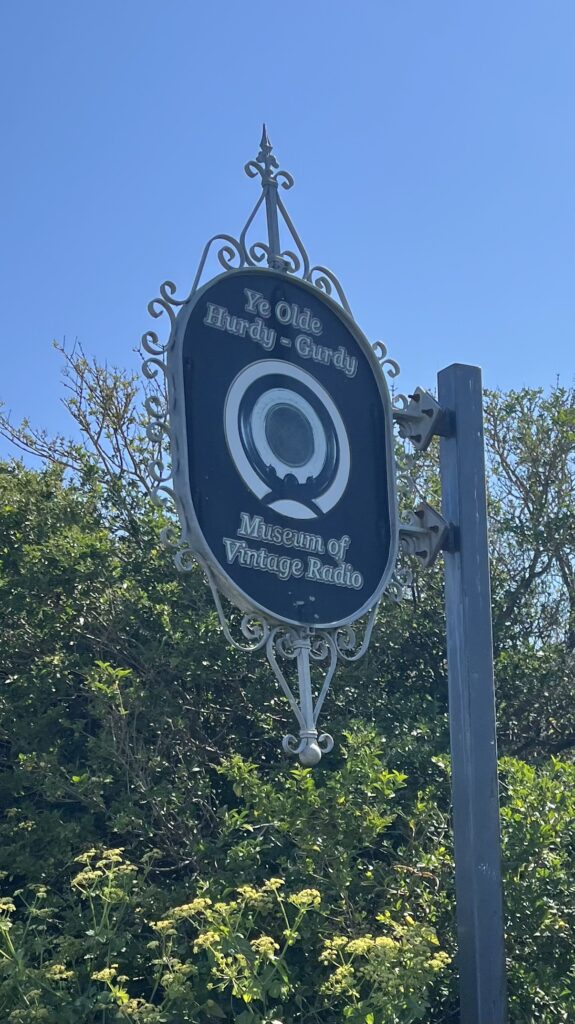 Ye Olde
Hurdy - Gurdy
Museum of
Vintage Radio